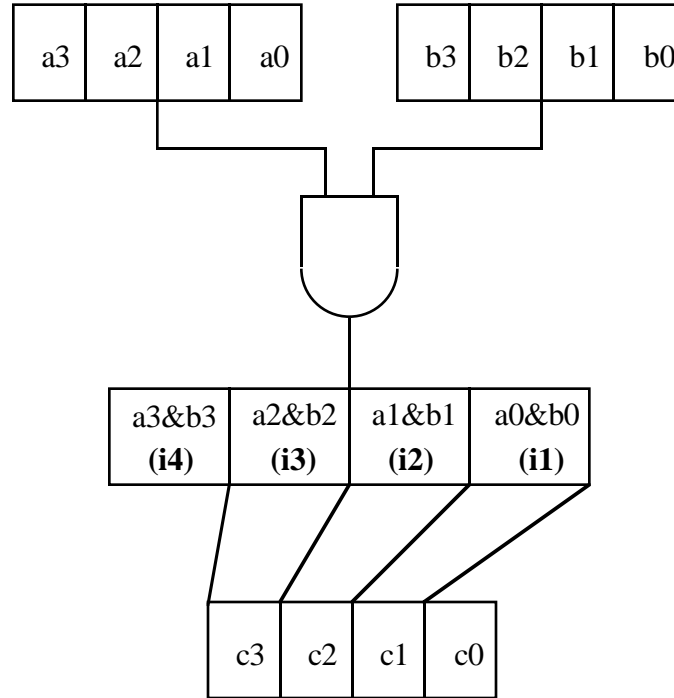 a3 a2 a1 a0 b3 b2 b1 b0
a3&b3 a2&b2 a1&b1 a0&b0
(i4) (i3) (i2) (i1)
c3 c2 c1 c0